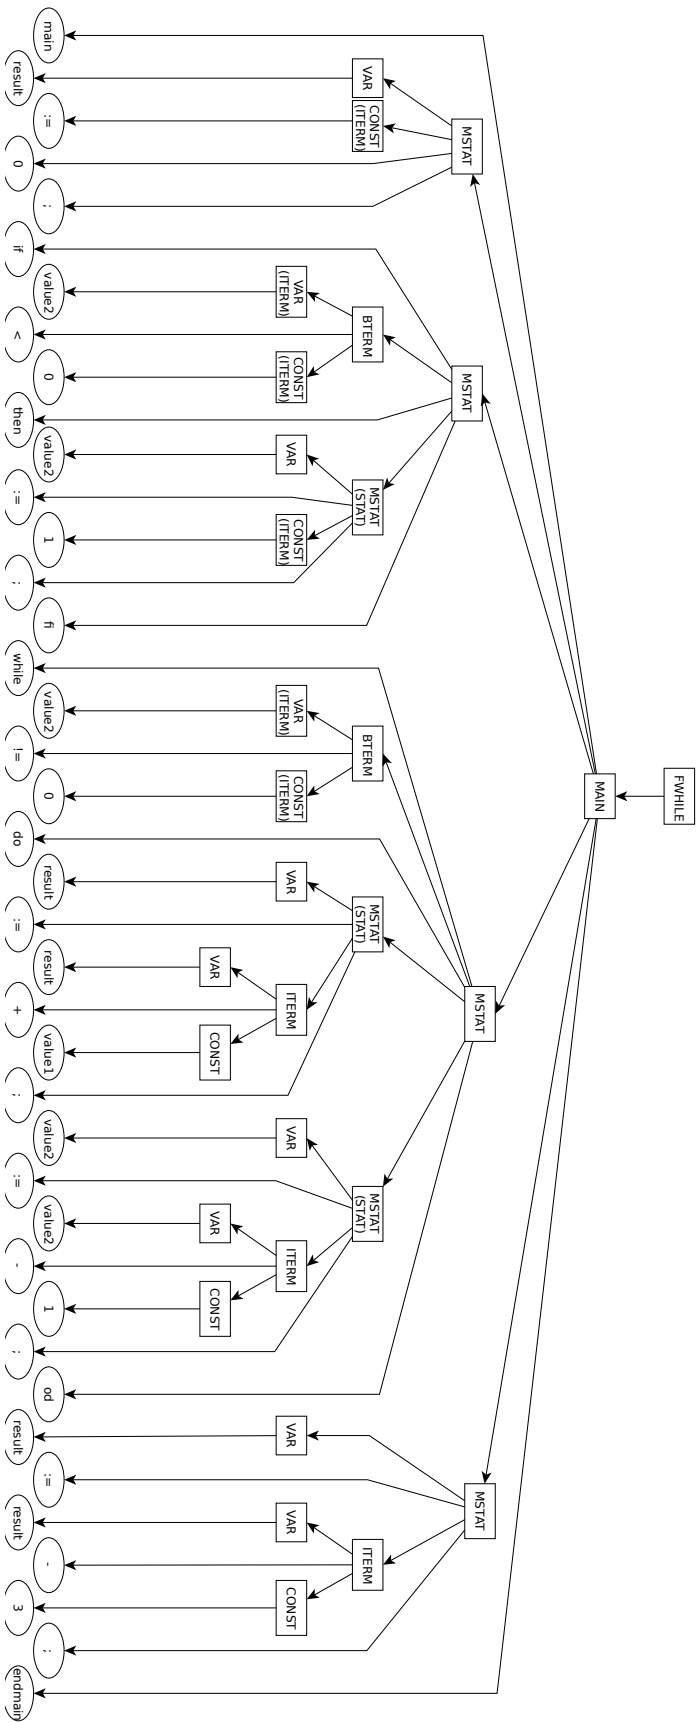 FWHILE
MAIN
MSTAT
MSTAT
MSTAT
MSTAT
VAR
CONST
(ITERM)
BTERM
MSTAT
(STAT)
BTERM
MSTAT
(STAT)
MSTAT
(STAT)
ITERM
VAR
(ITERM)
CONST
(ITERM)
VAR
CONST
(ITERM)
VAR
(ITERM)
CONST
(ITERM)
VAR
ITERM
VAR
ITERM
VAR
VAR
CONST
VAR
CONST
VAR
CONST
main
result
:=
0
;
if
value2
<
0
then
value2
:=
1
;
fi
while
value2
!=
0
do
result
:=
result
+
value1
;
value2
:=
value2
-
1
;
od
result
:=
result
-
3
;
endmain